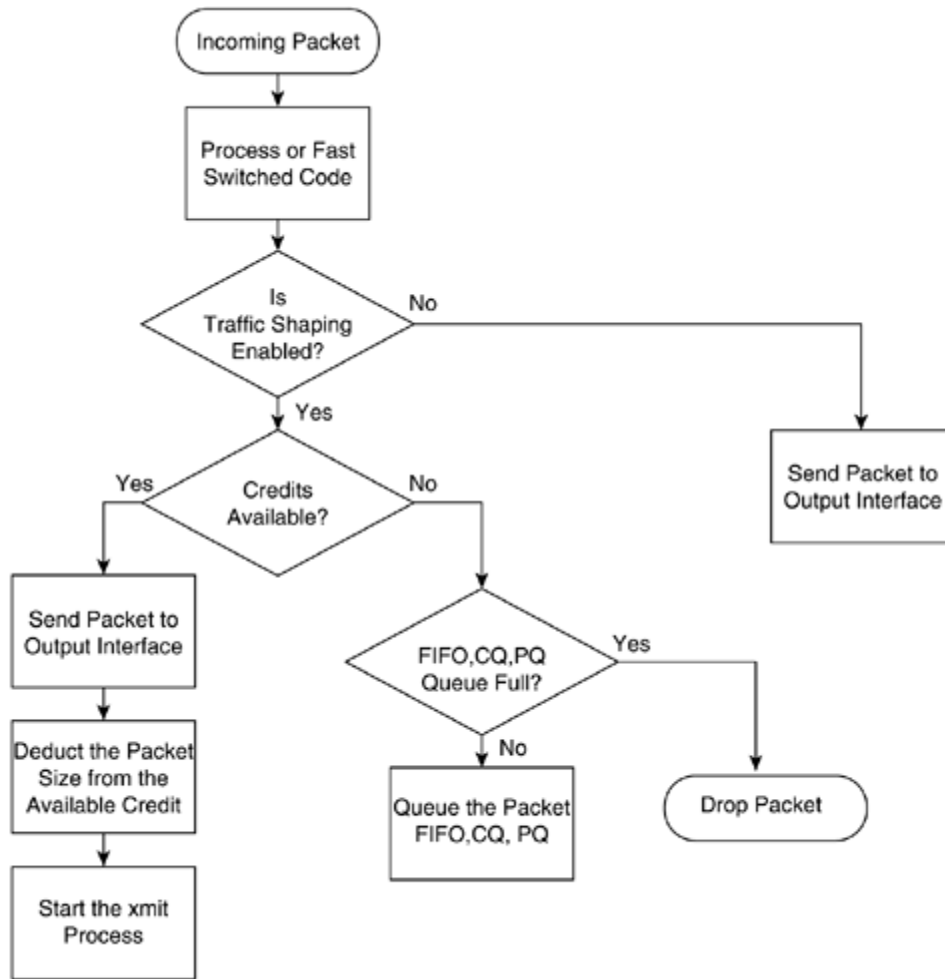 Incoming Packet
Process or Fast
Switched Code
Is
Traffic Shaping
Enabled?
No
Yes
Send Packet to
Output Interface
Yes
Credits
Available?
No
Send Packet to
Output Interface
FIFO,CQ,PQ
Queue Full?
Yes
No
Deduct the Packet
Size from the
Available Credit
Queue the Packet
FIFO,CQ, PQ
Drop Packet
Start the xmit
Process